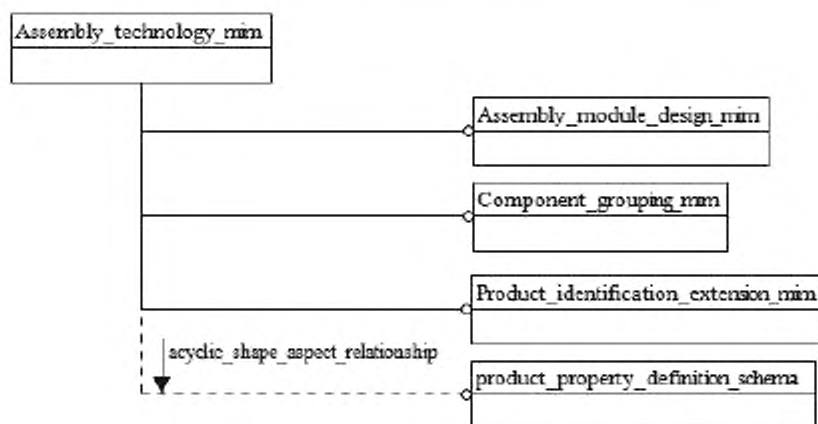 Assembly_technology_mim
Assembly_module_design_mim
Component_grouping_mim
Product_identification_extension_mim
acyclic_shape_aspect_relationship
product_property_definition_schema